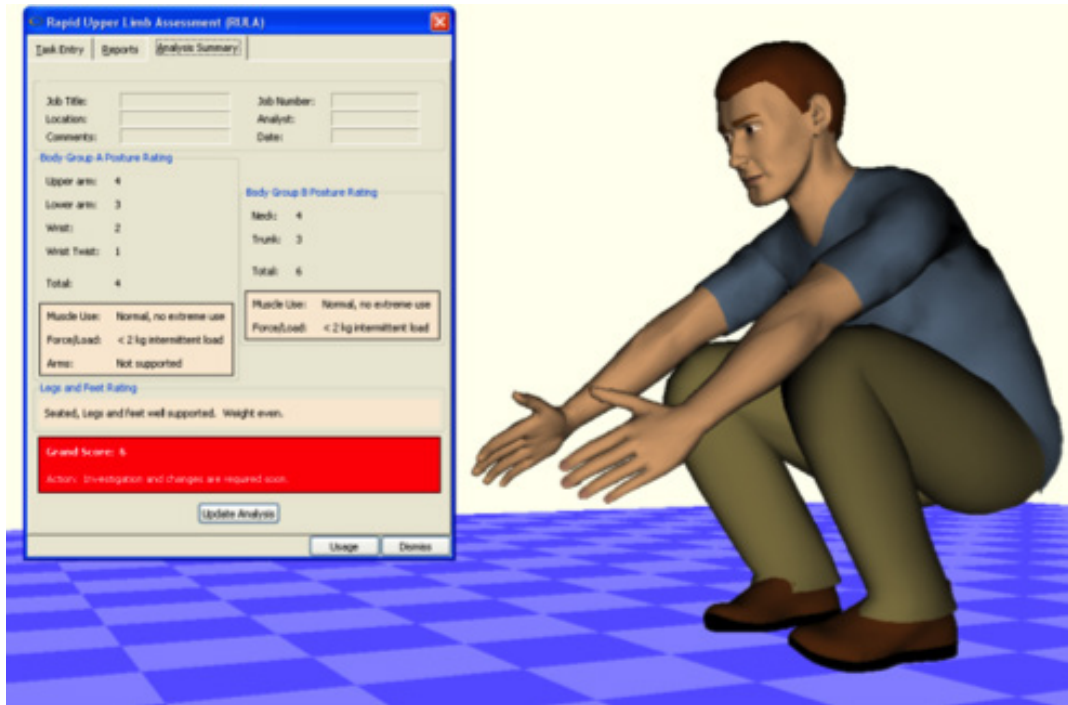 Rapid Upper Limb Assessment (RULA)
Task Entry Reports Analysis Summary
Job Title: Job Number:
Location: Analyst:
Comments: Date:
Body Group A Posture Rating
Upper arm: 4
Lower arm: 3
Wrist: 2
Wrist Twist: 1
Total: 4
Muscle Use: Normal, no extreme use
Force/Load: < 2 kg intermittent load
Arms: Not supported
Body Group B Posture Rating
Neck: 4
Trunk: 3
Total: 6
Muscle Use: Normal, no extreme use
Force/Load: < 2 kg intermittent load
Legs and Feet Rating
Seated, Legs and feet well supported. Weight even.
Grand Score: 6
Action: Investigation and changes are required soon.
Update Analysis
Usage Dismiss